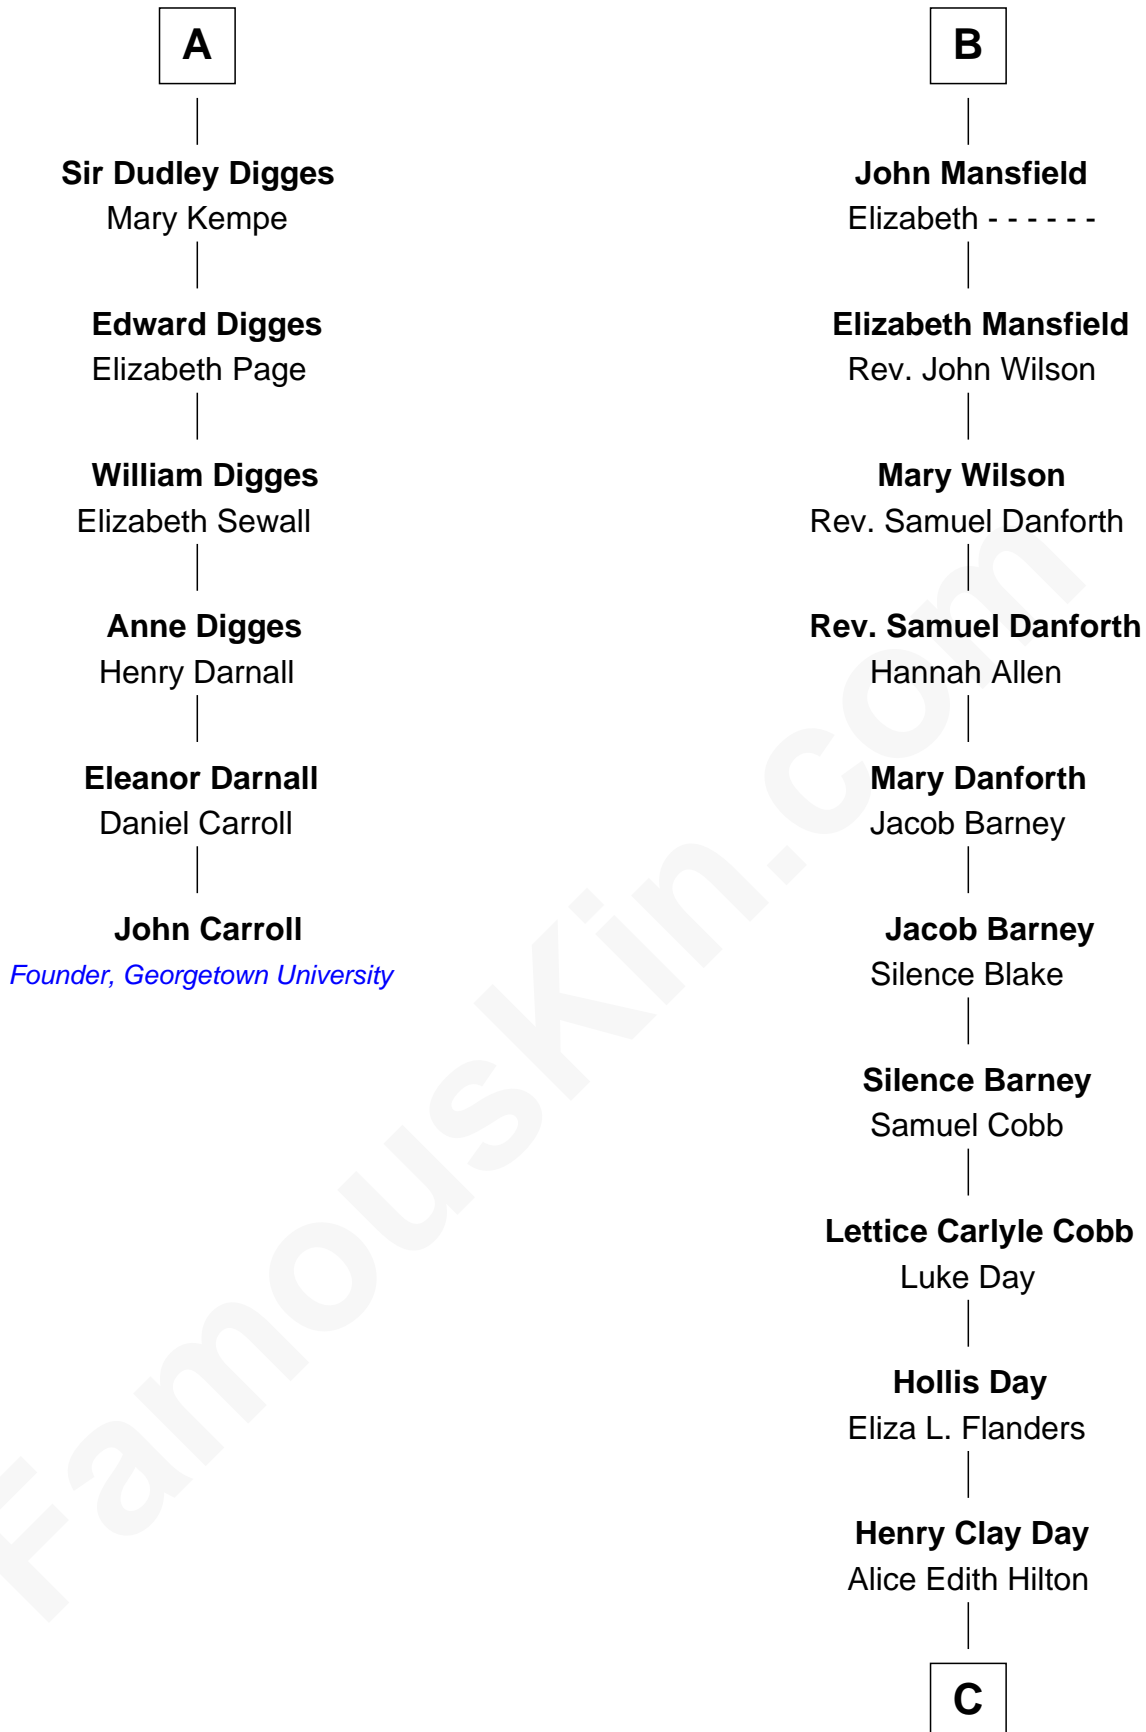 A
Sir Dudley Digges
Mary Kempe
Edward Digges
Elizabeth Page
William Digges
Elizabeth Sewall
Anne Digges
Henry Darnall
Eleanor Darnall
Daniel Carroll
John Carroll
Founder, Georgetown University
B
John Mansfield
Elizabeth - - - - - -
Elizabeth Mansfield
Rev. John Wilson
Mary Wilson
Rev. Samuel Danforth
Rev. Samuel Danforth
Hannah Allen
Mary Danforth
Jacob Barney
Jacob Barney
Silence Blake
Silence Barney
Samuel Cobb
Lettice Carlyle Cobb
Luke Day
Hollis Day
Eliza L. Flanders
Henry Clay Day
Alice Edith Hilton
C
FamousKin.com